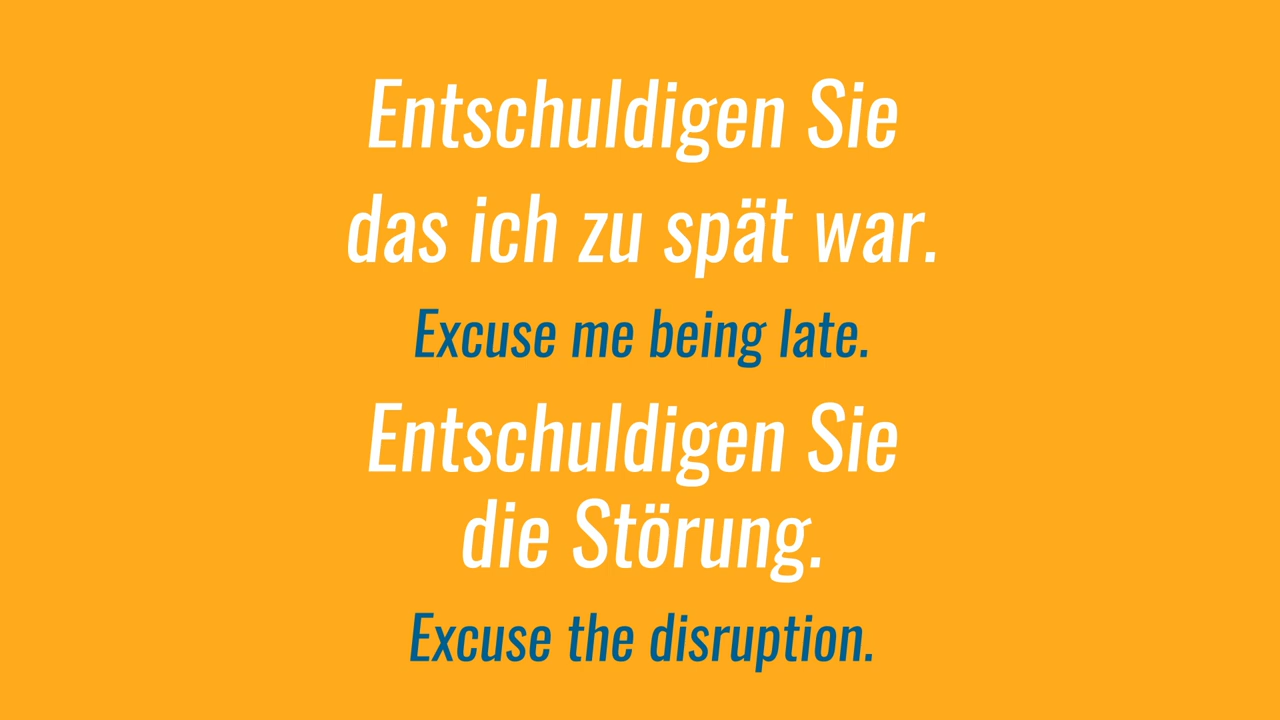 Entschuldigen Sie
das ich zu spät war.
Excuse me being late.
Entschuldigen Sie
die Störung.
Excuse the disruption.